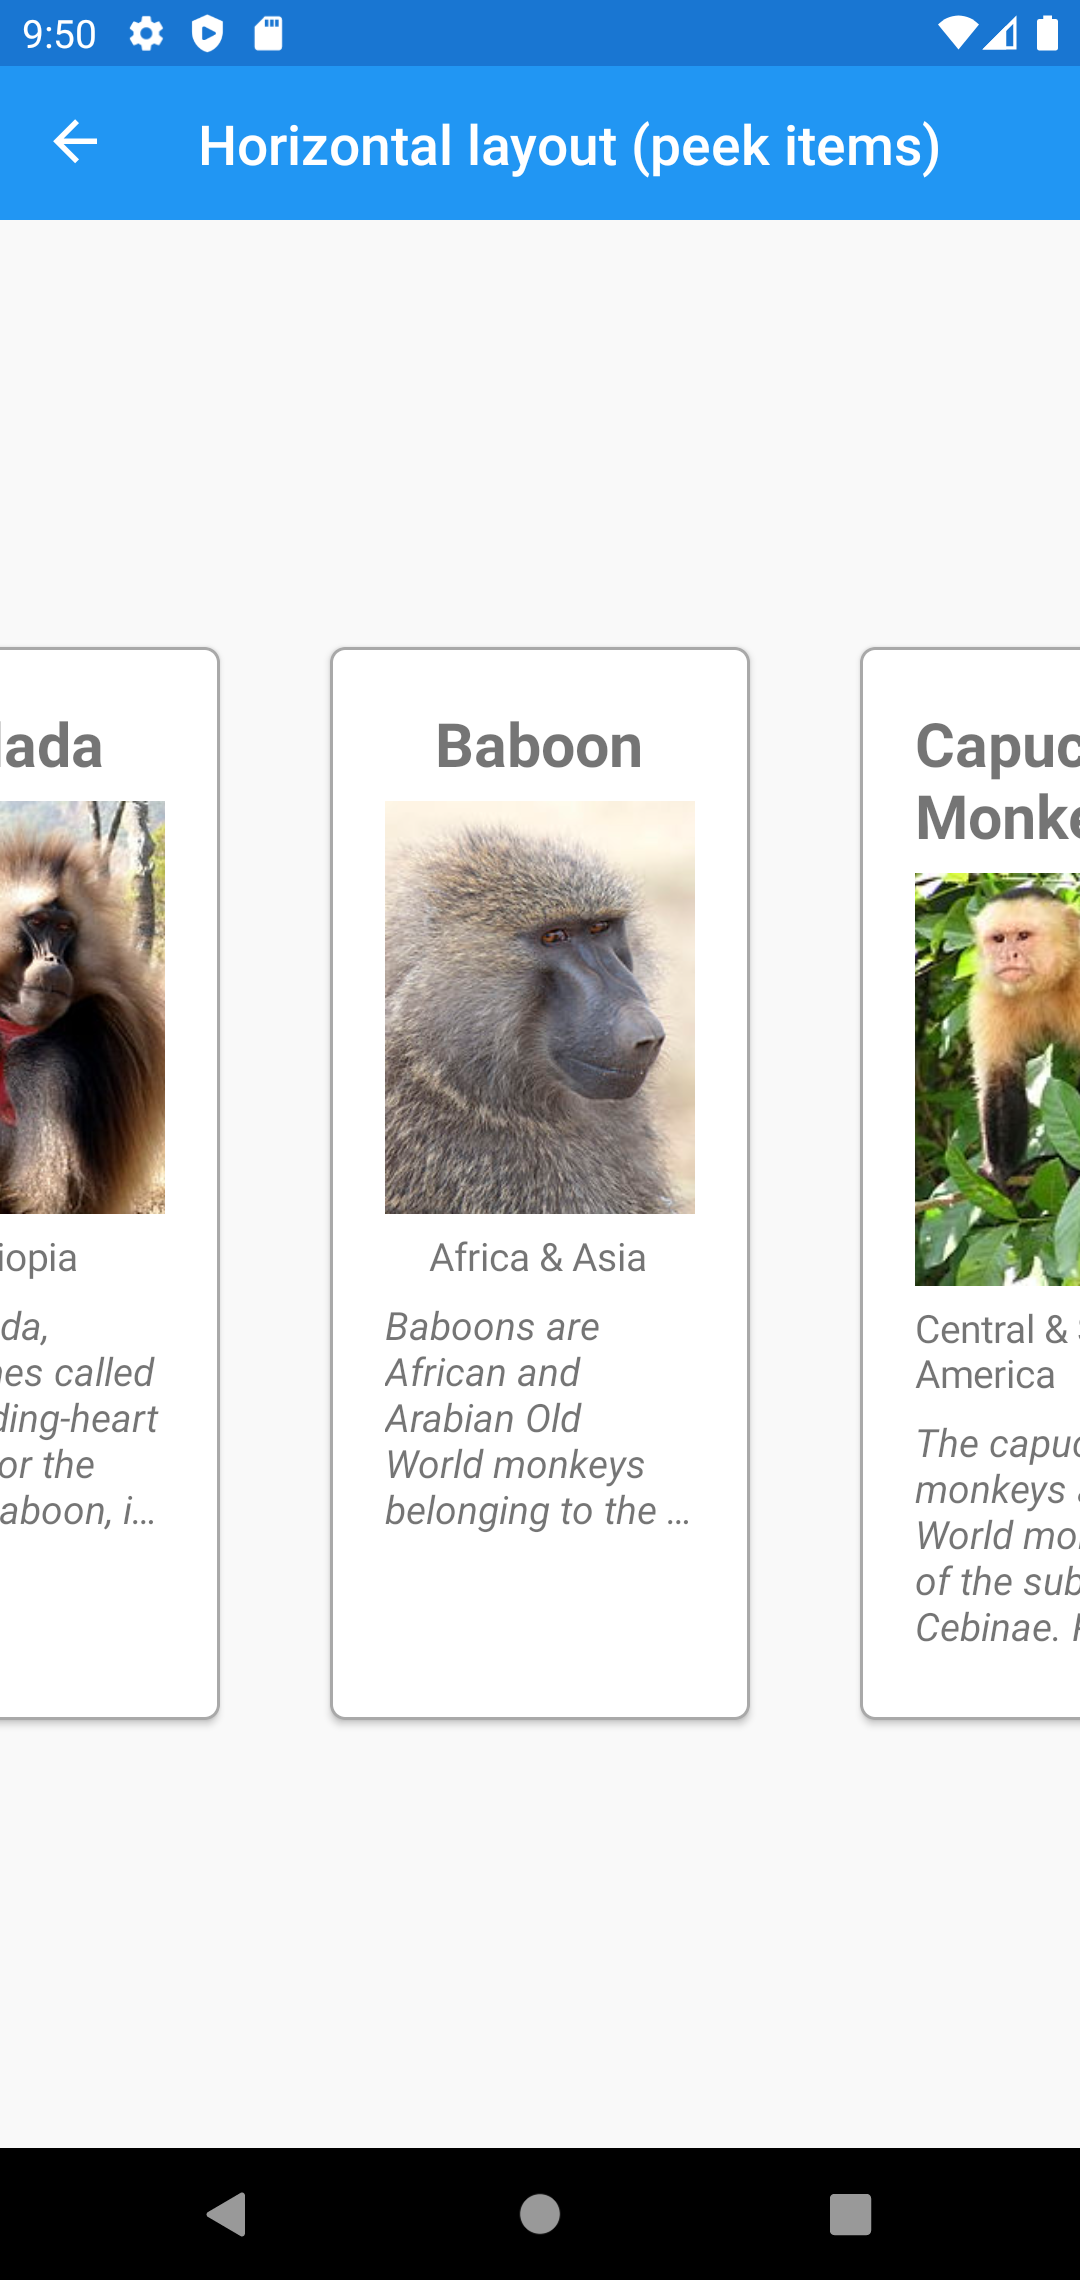 9:50
Horizontal layout (peek items)
lada
iopia
da,
es called
ding-heart
or the
aboon, i...
Baboon
Africa & Asia
Baboons are
African and
Arabian Old
World monkeys
belonging to the ...
Capuc
Monke
Central &
America
The capuc
monkeys
World mo
of the sub
Cebinae.